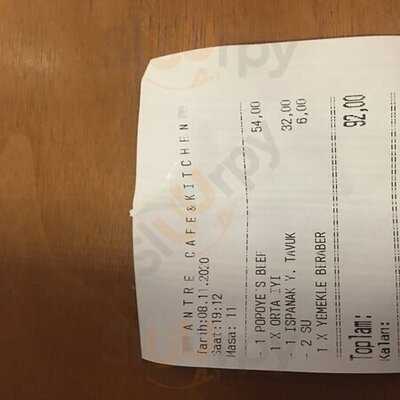 ANTRE CAFE&KITCHEN
Tarih:08.11.2020
Saat:19:12
Masa: 11
- 1 POPOYE'S BEEF 54,00
1 X ORTA IYI
- 1 ISPANAK Y. TAVUK 32,00
- 2 SU 6,00
1 X YEMEKLE BERABER
Toplam: 92,00
Kalan: